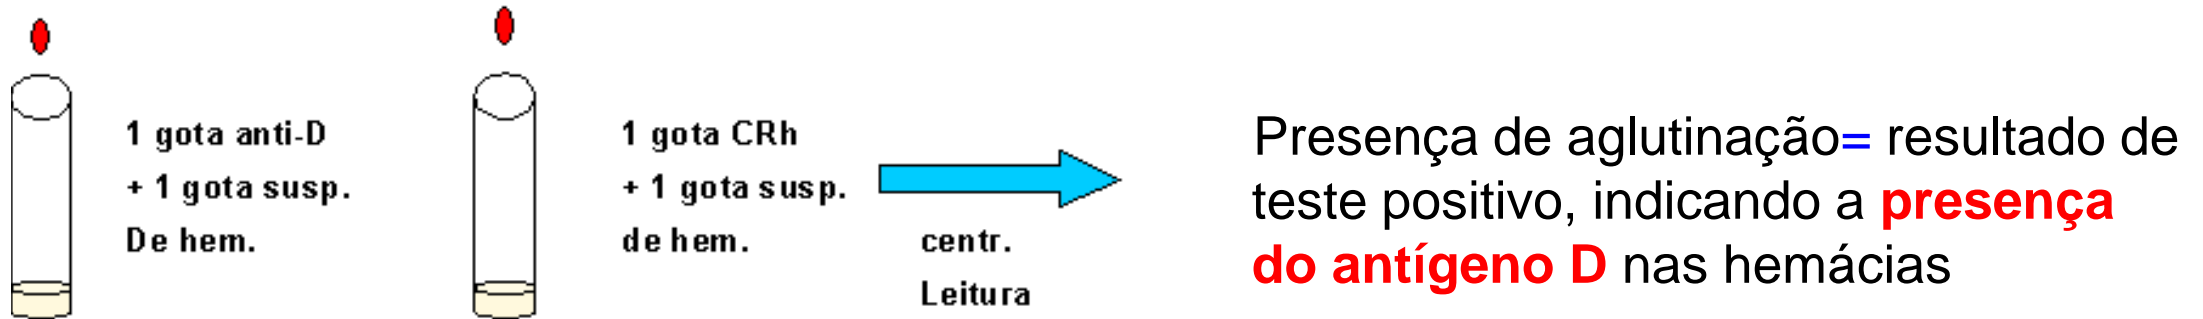 1 gota anti-D
+ 1 gota susp.
De hem.
1 gota CRh
+ 1 gota susp.
de hem.
centr.
Leitura
Presença de aglutinação= resultado de
teste positivo, indicando a presença
do antígeno D nas hemácias